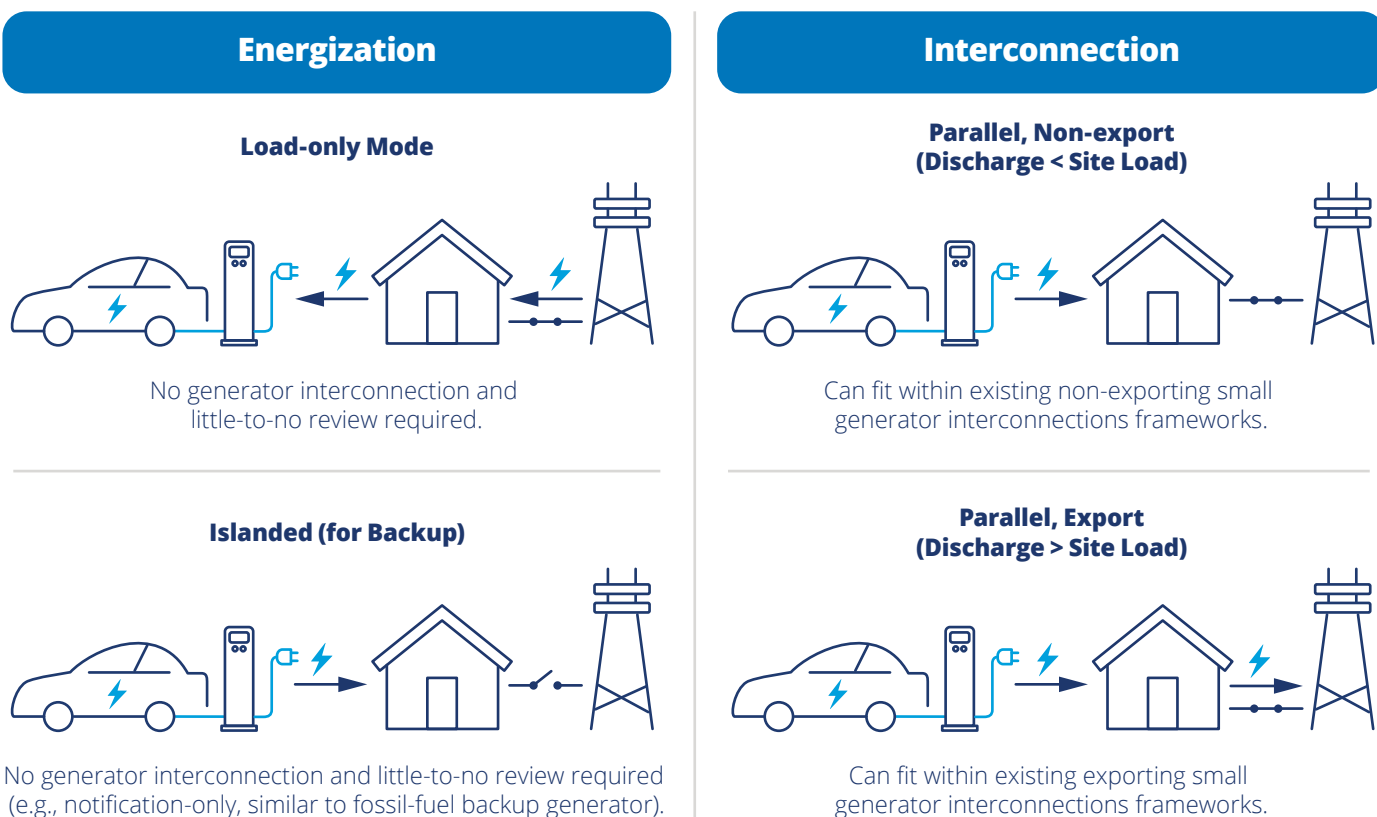 Energization
Load-only Mode
No generator interconnection and
little-to-no review required.
Islanded (for Backup)
No generator interconnection and little-to-no review required
(e.g., notification-only, similar to fossil-fuel backup generator).
Interconnection
Parallel, Non-export
(Discharge < Site Load)
Can fit within existing non-exporting small
generator interconnections frameworks.
Parallel, Export
(Discharge > Site Load)
Can fit within existing exporting small
generator interconnections frameworks.